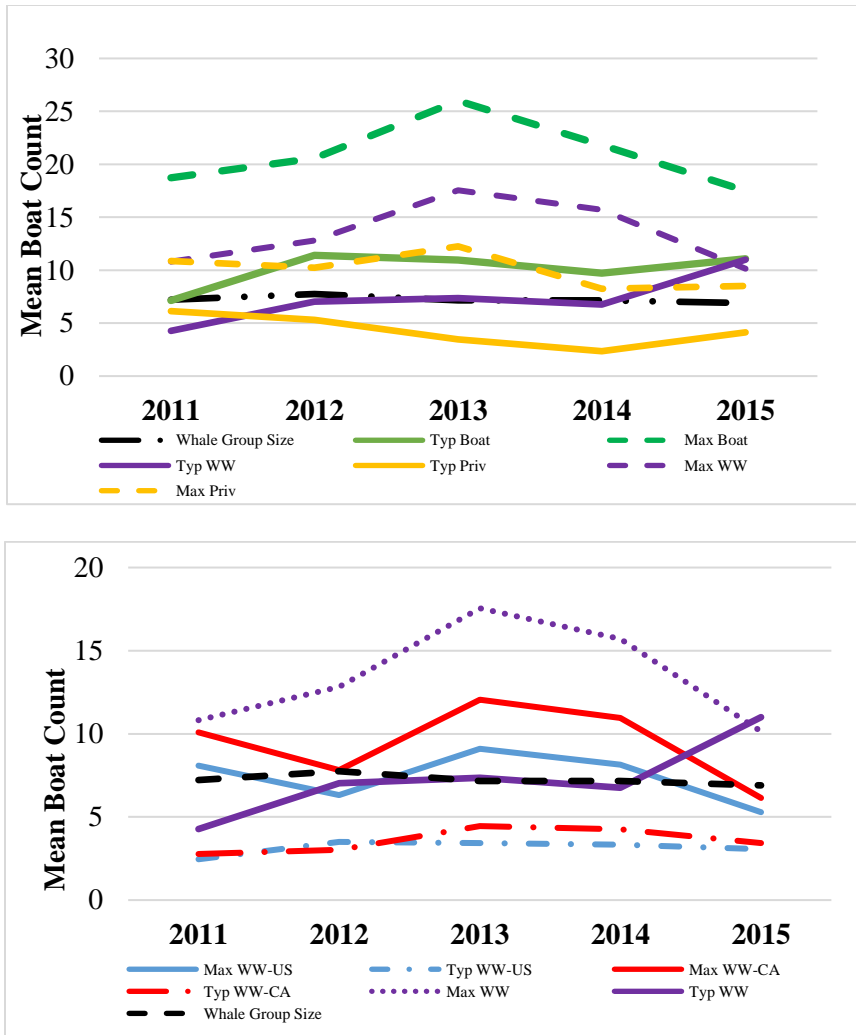 30
25
20
15
10
5
0
Mean Boat Count
2011 2012 2013 2014 2015
Whale Group Size Typ Boat Max Boat
Typ WW Typ Priv Max WW
Max Priv
20
15
10
5
0
Mean Boat Count
2011 2012 2013 2014 2015
Max WW-US Typ WW-US Max WW-CA
Typ WW-CA Max WW Typ WW
Whale Group Size